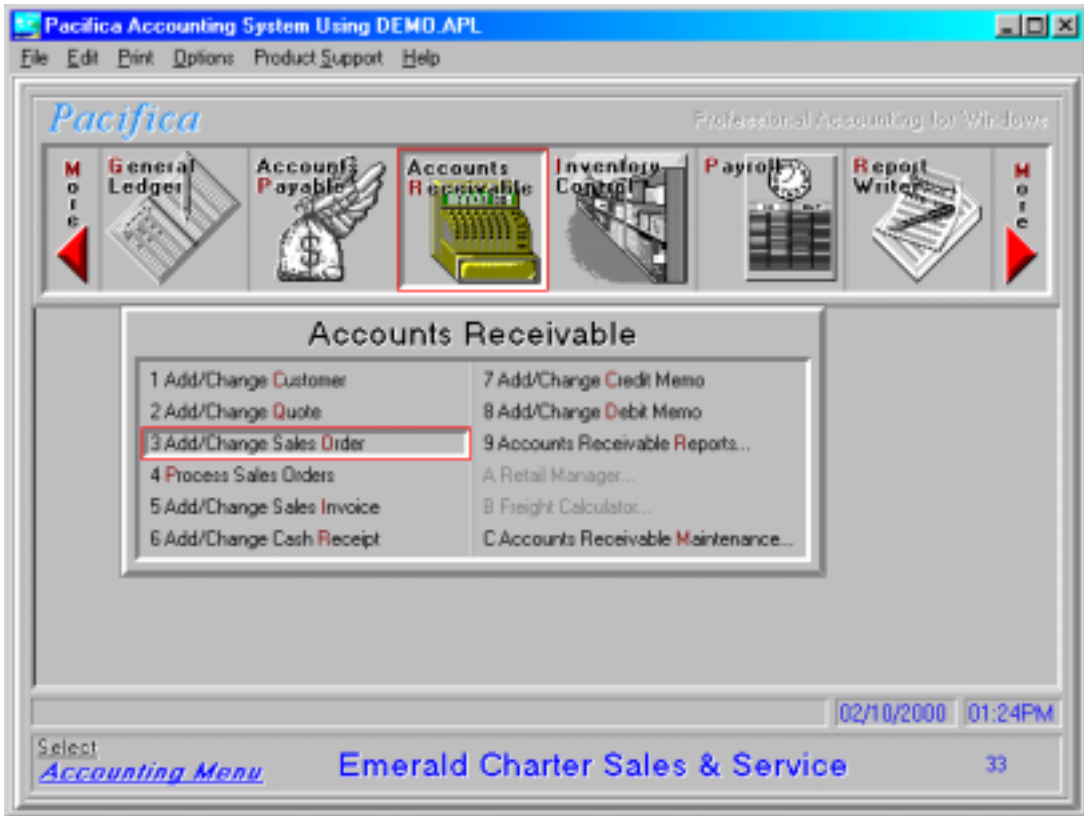 Pacifica Accounting System Using DEMO.APL
File Edit Print Options Product Support Help
Pacifica
Professional Accounting for Windows
More
General Ledger
Accounts Payable
Accounts Receivable
Inventory Control
Payroll
Report Writer
More
Accounts Receivable
1 Add/Change Customer
2 Add/Change Quote
3 Add/Change Sales Order
4 Process Sales Orders
5 Add/Change Sales Invoice
6 Add/Change Cash Receipt
7 Add/Change Credit Memo
8 Add/Change Debit Memo
9 Accounts Receivable Reports...
A Retail Manager...
B Freight Calculator...
C Accounts Receivable Maintenance...
02/10/2000 01:24PM
Select
Accounting Menu
Emerald Charter Sales & Service
33